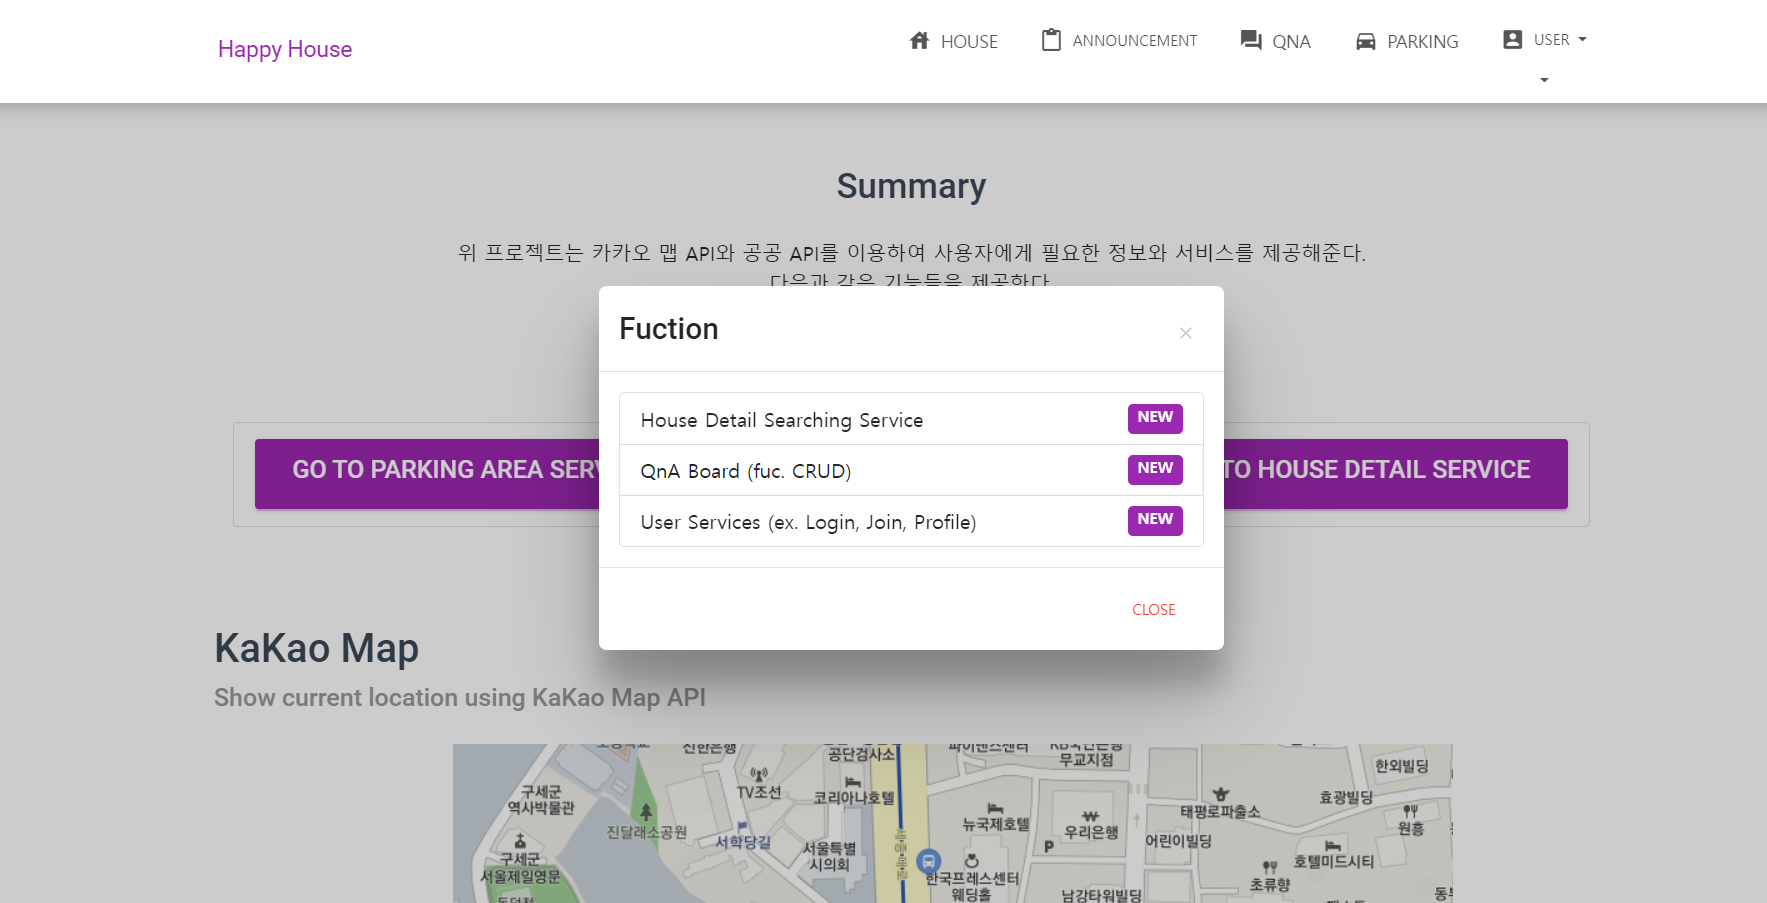 Happy House
HOUSE
ANNOUNCEMENT
QNA
PARKING
USER
Summary
위 프로젝트는 카카오 맵 API와 공공 API를 이용하여 사용자에게 필요한 정보와 서비스를 제공해준다.
다음과 같은 기능들을 제공한다
Fuction
×
House Detail Searching Service
NEW
QnA Board (fuc. CRUD)
NEW
User Services (ex. Login, Join, Profile)
NEW
CLOSE
GO TO PARKING AREA SERV
TO HOUSE DETAIL SERVICE
KaKao Map
Show current location using KaKao Map API
신한은행
공단검사소
파이낸스센터
무교지점
한외빌딩
구세군
역사박물관
TV조선
코리아나호텔
태평로파출소
효광빌딩
진달래소공원
뉴국제호텔
우리은행
원흥
서학당길
서울특별
시의회
P
어린이빌딩
호텔미드시티
구세군
서울제일영문
한국프레스센터
웨딩홀
초류향
남강타워빌딩